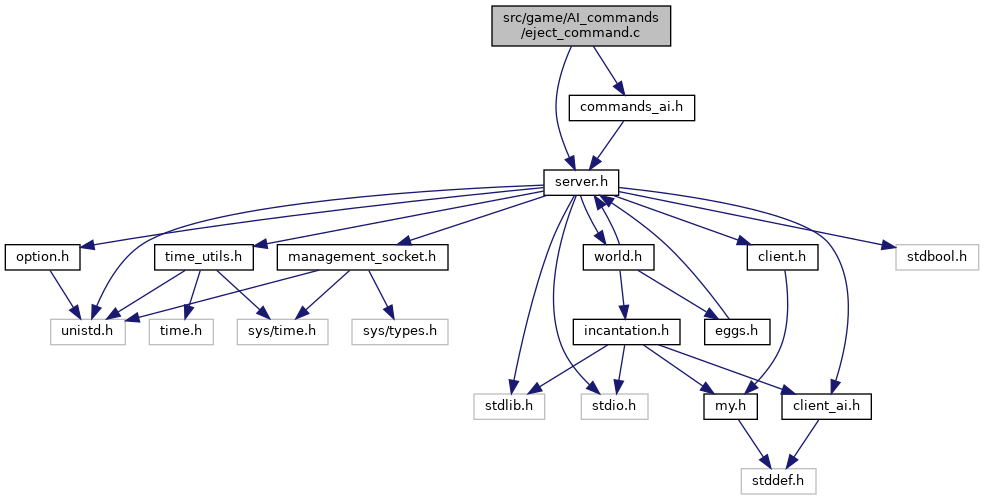 src/game/AI_commands
/eject_command.c
commands_ai.h
server.h
option.h
time_utils.h
management_socket.h
world.h
client.h
stdbool.h
unistd.h
time.h
sys/time.h
sys/types.h
incantation.h
eggs.h
stdlib.h
stdio.h
my.h
client_ai.h
stddef.h